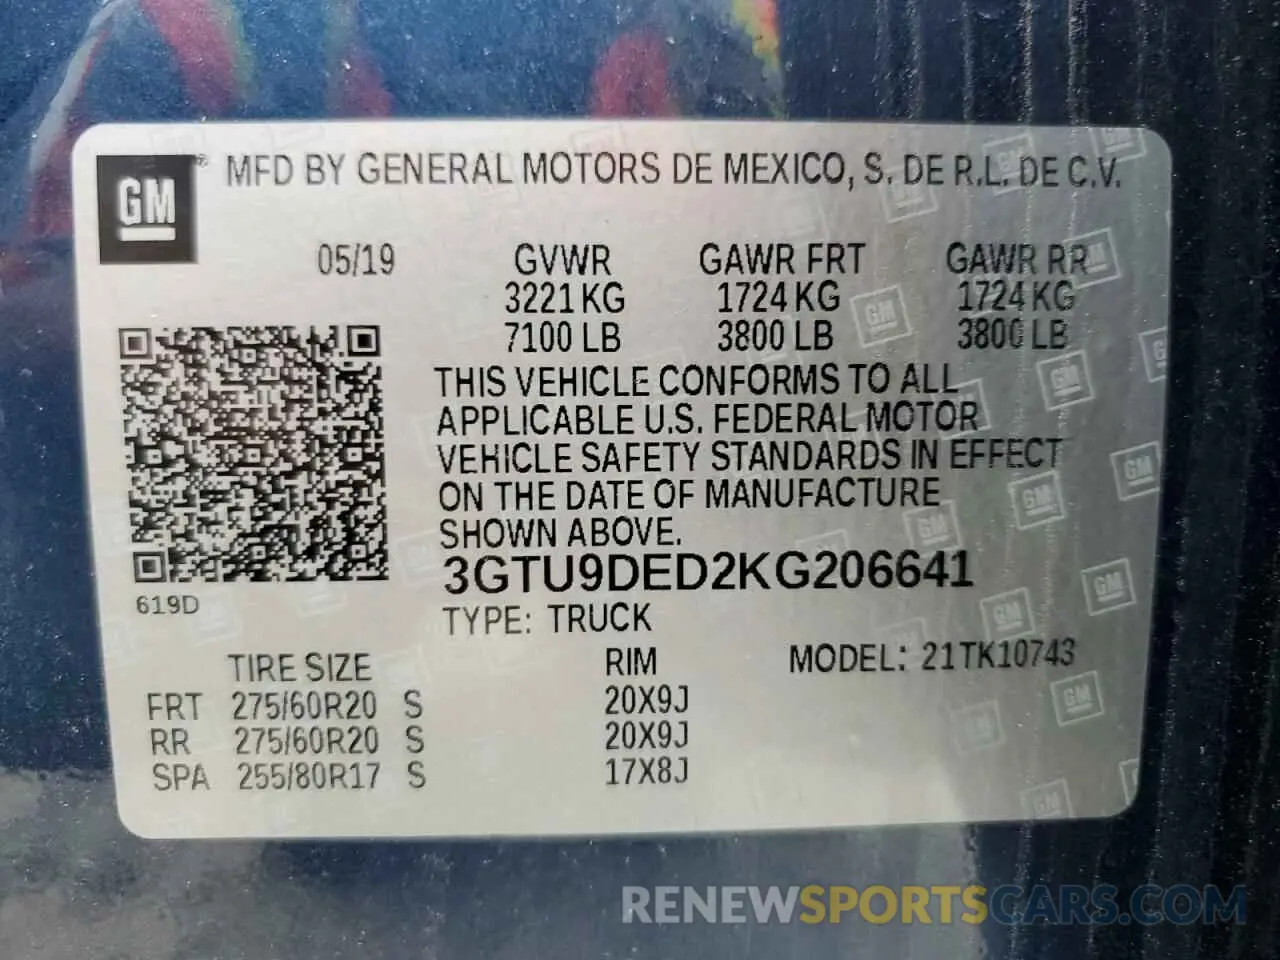 GM ® MFD BY GENERAL MOTORS DE MEXICO, S. DE R.L. DE C.V.
05/19 GVWR GAWR FRT GAWR RR
3221 KG 1724 KG 1724 KG
7100 LB 3800 LB 3800 LB
THIS VEHICLE CONFORMS TO ALL
APPLICABLE U.S. FEDERAL MOTOR
VEHICLE SAFETY STANDARDS IN EFFECT
ON THE DATE OF MANUFACTURE
SHOWN ABOVE.
3GTU9DED2KG206641
619D
TYPE: TRUCK
TIRE SIZE RIM MODEL: 21TK10743
FRT 275/60R20 S 20X9J
RR 275/60R20 S 20X9J
SPA 255/80R17 S 17X8J
RENEWSPORTSCARS.COM